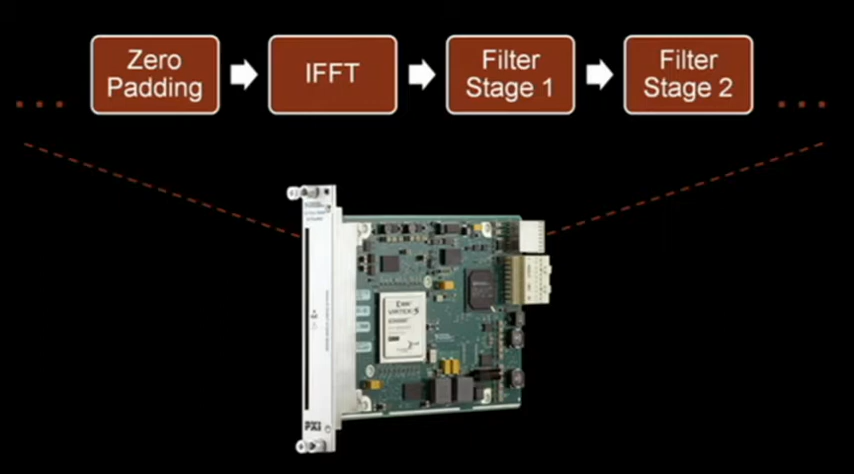 Zero
Padding
IFFT
Filter
Stage 1
Filter
Stage 2
VIRTEX-5
PXI